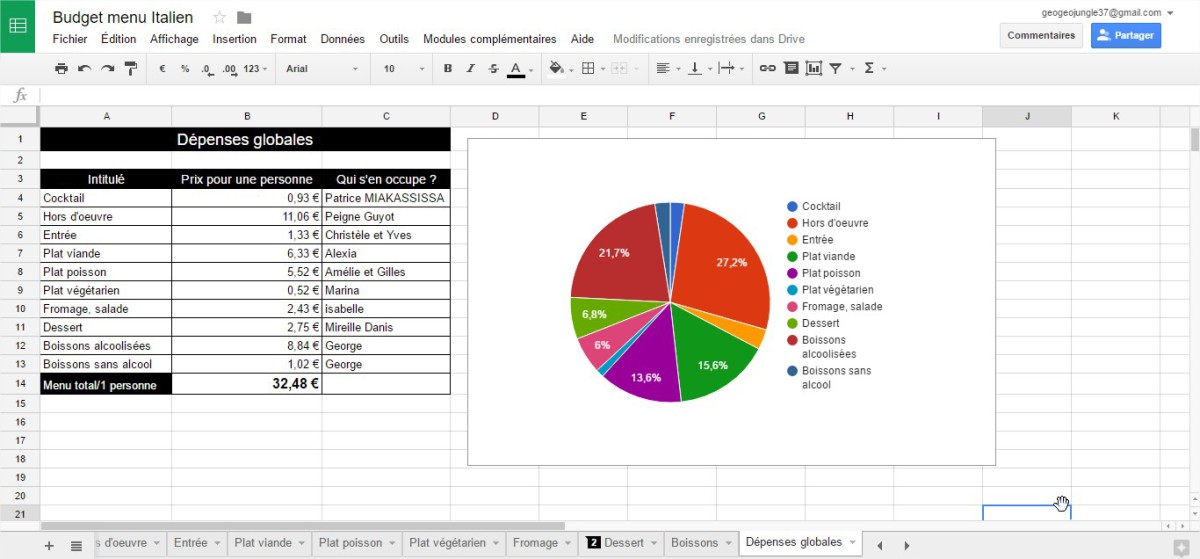 Budget menu Italien
geogeojungle37@gmail.com
Fichier Édition Affichage Insertion Format Données Outils Modules complémentaires Aide Modifications enregistrées dans Drive
Commentaires Partager
€ % .0 .00 123 Arial 10 B I S A Σ
fx
A B C D E F G H I J K
1 Dépenses globales
2
3 Intitulé Prix pour une personne Qui s'en occupe ?
4 Cocktail 0,93 € Patrice MIAKASSISSA
5 Hors d'oeuvre 11,06 € Peigne Guyot
6 Entrée 1,33 € Christèle et Yves
7 Plat viande 6,33 € Alexia
8 Plat poisson 5,52 € Amélie et Gilles
9 Plat végétarien 0,52 € Marina
10 Fromage, salade 2,43 € isabelle
11 Dessert 2,75 € Mireille Danis
12 Boissons alcoolisées 8,84 € George
13 Boissons sans alcool 1,02 € George
14 Menu total/1 personne 32,48 €
15
16
17
18
19
20
21
27,2%
15,6%
13,6%
6%
6,8%
21,7%
Cocktail
Hors d'oeuvre
Entrée
Plat viande
Plat poisson
Plat végétarien
Fromage, salade
Dessert
Boissons
alcoolisées
Boissons sans
alcool
s d'oeuvre Entrée Plat viande Plat poisson Plat végétarien Fromage 2 Dessert Boissons Dépenses globales